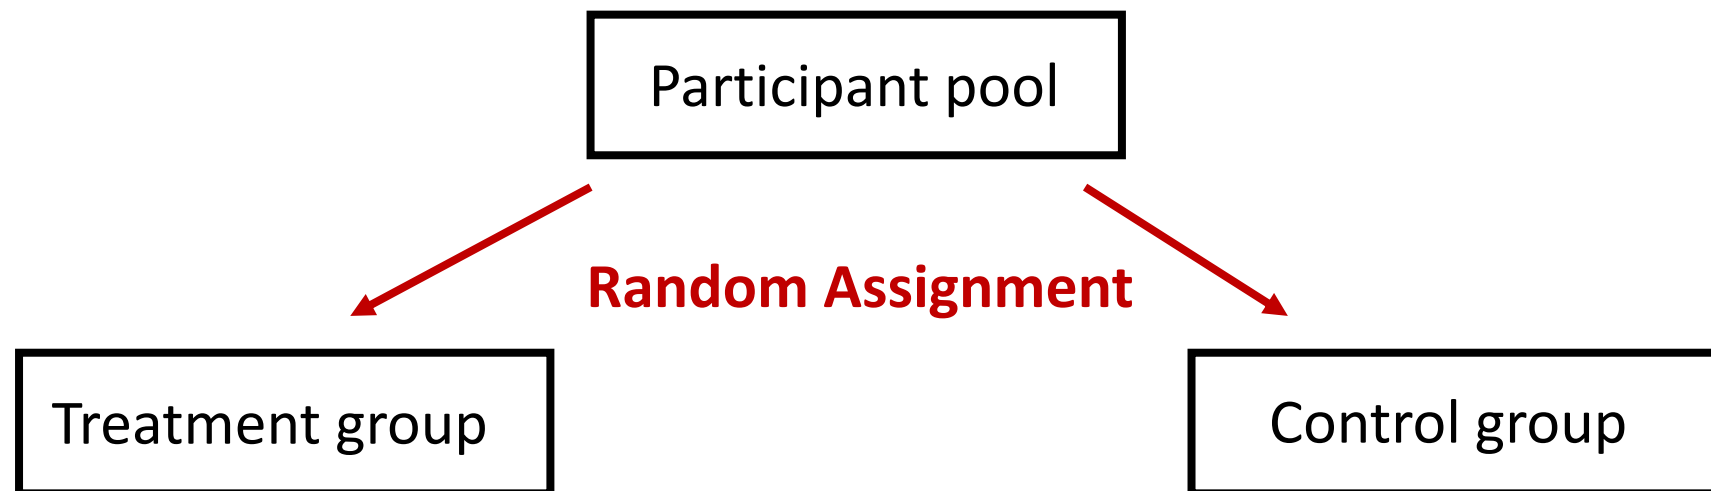 Participant pool
Random Assignment
Treatment group
Control group